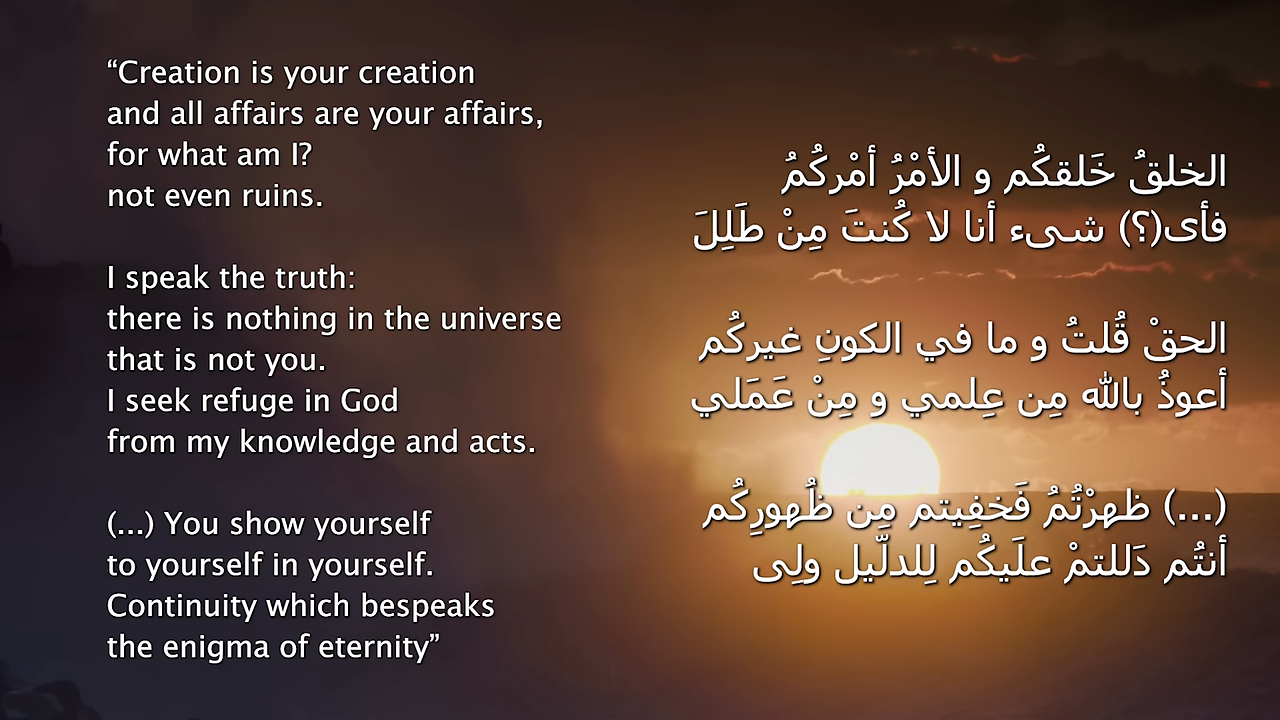 “Creation is your creation
and all affairs are your affairs,
for what am I?
not even ruins.
I speak the truth:
there is nothing in the universe
that is not you.
I seek refuge in God
from my knowledge and acts.
(...) You show yourself
to yourself in yourself.
Continuity which bespeaks
the enigma of eternity”
الخلقُ خَلقكُم و الأمْرُ أمْركُمُ
فأى(؟) شىء أنا لا كُنتَ مِنْ طَلِلَ
الحقْ قُلتُ و ما في الكونِ غيركُم
أعوذُ بالله مِن عِلمي و مِنْ عَمَلي
(...) ظهرْتُمُ فَخفِيتم مِن ظُهورِكُم
أنتُم دَللتمْ علَيكُم لِلدلَّيل ولِى